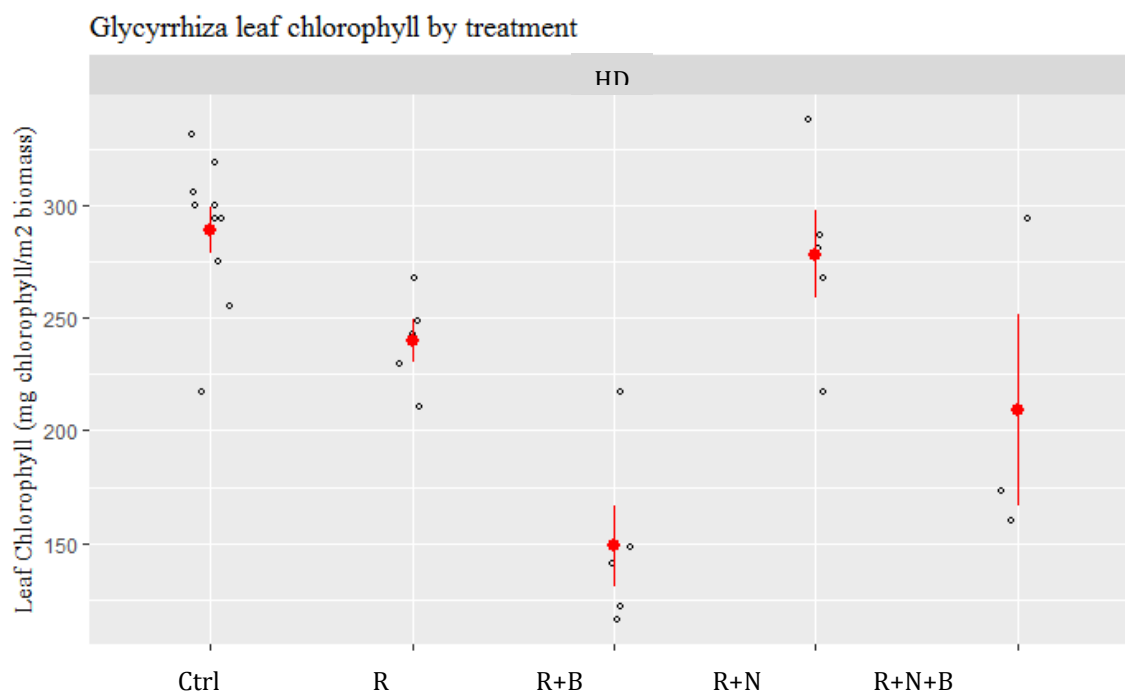 Glycyrrhiza leaf chlorophyll by treatment
HD
Leaf Chlorophyll (mg chlorophyll/m2 biomass)
300
250
200
150
Ctrl R R+B R+N R+N+B